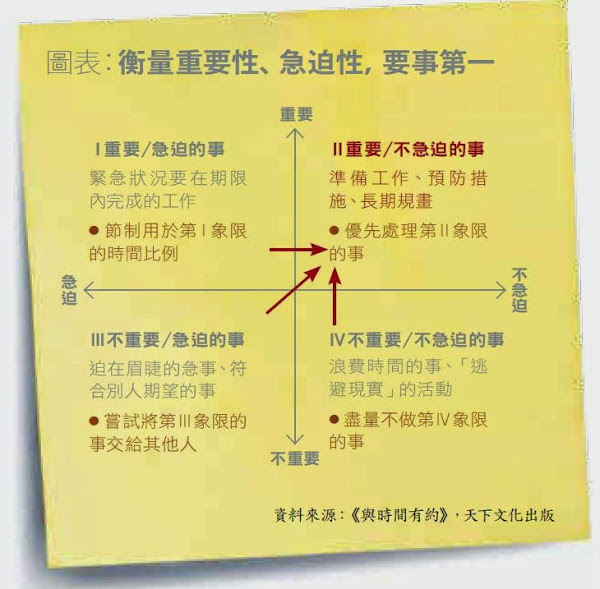 圖表：衡量重要性、急迫性，要事第一
重要
I重要/急迫的事
緊急狀況要在期限
內完成的工作
● 節制用於第I象限
的時間比例
II重要/不急迫的事
準備工作、預防措
施、長期規畫
● 優先處理第II象限
的事
急迫
不急迫
III不重要/急迫的事
迫在眉睫的急事、符
合別人期望的事
● 嘗試將第III象限的
事交給其他人
IV不重要/不急迫的事
浪費時間的事、「逃
避現實」的活動
● 盡量不做第IV象限
的事
不重要
資料來源：《與時間有約》，天下文化出版